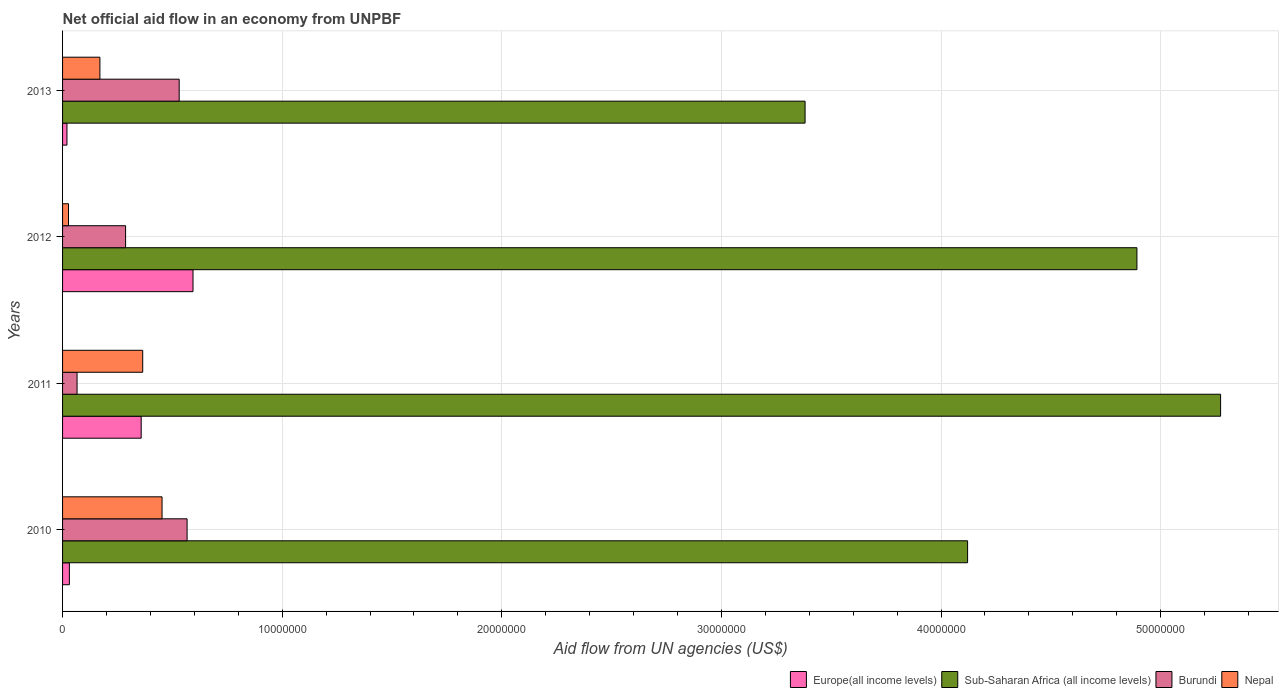 Net official aid flow in an economy from UNPBF
Years
2013
2012
2011
2010
0
10000000
20000000
30000000
40000000
50000000
Aid flow from UN agencies (US$)
Europe(all income levels)
Sub-Saharan Africa (all income levels)
Burundi
Nepal